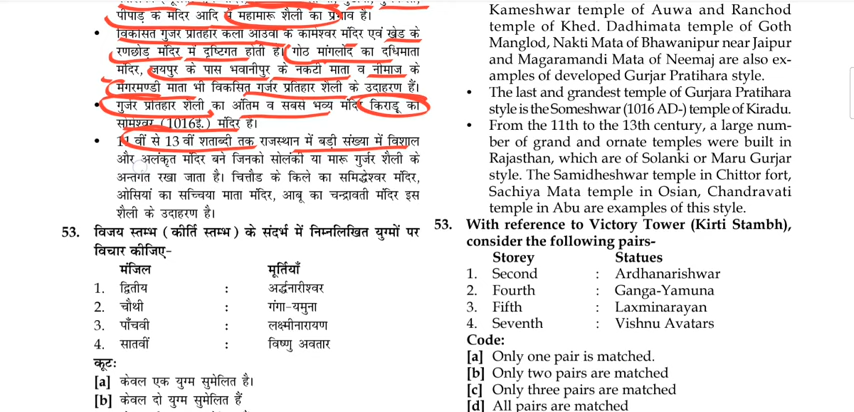 पीपाड़ के मंदिर आदि में महामारू शैली का प्रभाव है।
• विकसित गुर्जर प्रतिहार कला आउवा के कामेश्वर मंदिर एवं खेड के
रणछोड़ मंदिर में दृष्टिगत होती है। गोठ मांगलोद का दधिमाता
मंदिर, जयपुर के पास भवानीपुर के नकटी माता व नीमाज के
मगरमण्डी माता भी विकसित गुर्जर प्रतिहार शैली के उदाहरण हैं।
• गुर्जर प्रतिहार शैली का अंतिम व सबसे भव्य मंदिर किराडू का
सोमेश्वर (1016ई.) मंदिर है।
• 11 वीं से 13 वीं शताब्दी तक राजस्थान में बड़ी संख्या में विशाल
और अलंकृत मंदिर बने जिनको सोलंकी या मारू गुर्जर शैली के
अन्तर्गत रखा जाता है। चित्तौड़ के किले का समिद्धेश्वर मंदिर,
ओसियां का सच्चिया माता मंदिर, आबू का चन्द्रावती मंदिर इस
शैली के उदाहरण है।
53. विजय स्तम्भ ( कीर्ति स्तम्भ ) के संदर्भ में निम्नलिखित युग्मों पर
विचार कीजिए-
मंजिल मूर्तियाँ
1. द्वितीय : अर्द्धनारीश्वर
2. चौथी : गंगा-यमुना
3. पाँचवी : लक्ष्मीनारायण
4. सातवीं : विष्णु अवतार
कूटः
[a] केवल एक युग्म सुमेलित है।
[b] केवल दो युग्म सुमेलित हैं
Kameshwar temple of Auwa and Ranchod
temple of Khed. Dadhimata temple of Goth
Manglod, Nakti Mata of Bhawanipur near Jaipur
and Magaramandi Mata of Neemaj are also ex-
amples of developed Gurjar Pratihara style.
• The last and grandest temple of Gurjara Pratihara
style is the Someshwar (1016 AD-) temple of Kiradu.
• From the 11th to the 13th century, a large num-
ber of grand and ornate temples were built in
Rajasthan, which are of Solanki or Maru Gurjar
style. The Samidheshwar temple in Chittor fort,
Sachiya Mata temple in Osian, Chandravati
temple in Abu are examples of this style.
53. With reference to Victory Tower (Kirti Stambh),
consider the following pairs-
Storey Statues
1. Second : Ardhanarishwar
2. Fourth : Ganga-Yamuna
3. Fifth : Laxminarayan
4. Seventh : Vishnu Avatars
Code:
[a] Only one pair is matched.
[b] Only two pairs are matched
[c] Only three pairs are matched
[d] All pairs are matched